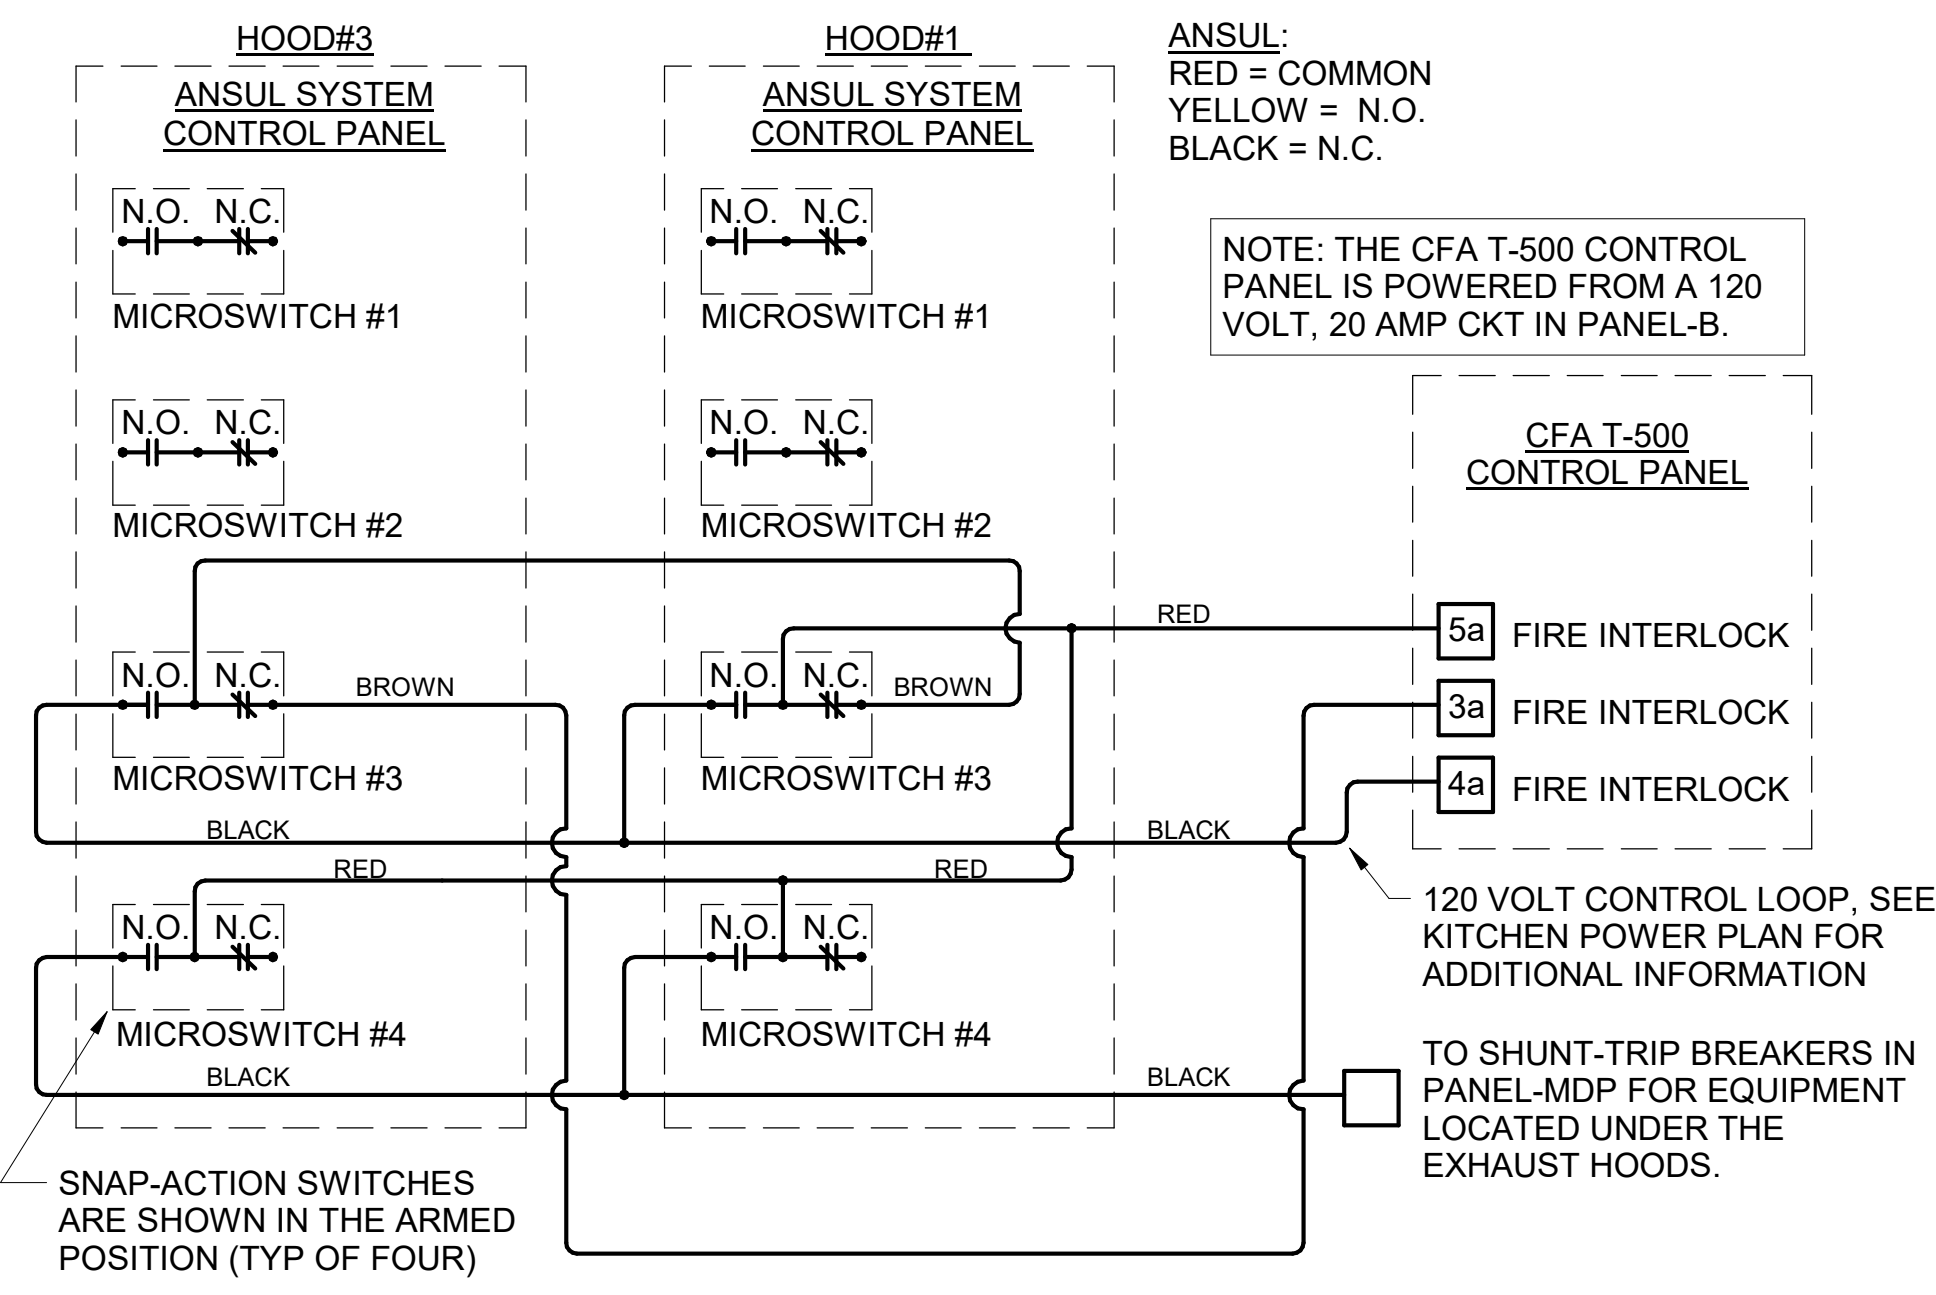 HOOD#3
ANSUL SYSTEM
CONTROL PANEL
N.O. N.C.
MICROSWITCH #1
N.O. N.C.
MICROSWITCH #2
N.O. N.C.
BROWN
MICROSWITCH #3
BLACK
RED
N.O. N.C.
MICROSWITCH #4
BLACK
SNAP-ACTION SWITCHES
ARE SHOWN IN THE ARMED
POSITION (TYP OF FOUR)
HOOD#1
ANSUL SYSTEM
CONTROL PANEL
N.O. N.C.
MICROSWITCH #1
N.O. N.C.
MICROSWITCH #2
N.O. N.C.
BROWN
MICROSWITCH #3
RED
N.O. N.C.
MICROSWITCH #4
ANSUL:
RED = COMMON
YELLOW = N.O.
BLACK = N.C.
NOTE: THE CFA T-500 CONTROL
PANEL IS POWERED FROM A 120
VOLT, 20 AMP CKT IN PANEL-B.
CFA T-500
CONTROL PANEL
RED
5a FIRE INTERLOCK
3a FIRE INTERLOCK
4a FIRE INTERLOCK
BLACK
120 VOLT CONTROL LOOP, SEE
KITCHEN POWER PLAN FOR
ADDITIONAL INFORMATION
BLACK
TO SHUNT-TRIP BREAKERS IN
PANEL-MDP FOR EQUIPMENT
LOCATED UNDER THE
EXHAUST HOODS.